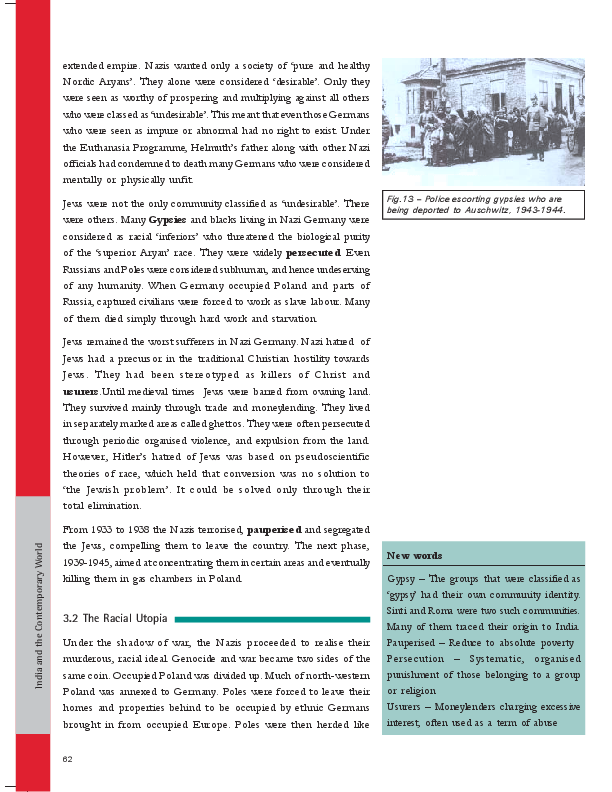 extended empire. Nazis wanted only a society of ‘pure and healthy
Nordic Aryans’. They alone were considered ‘desirable’. Only they
were seen as worthy of prospering and multiplying against all others
who were classed as ‘undesirable’. This meant that even those Germans
who were seen as impure or abnormal had no right to exist. Under
the Euthanasia Programme, Helmuth’s father along with other Nazi
officials had condemned to death many Germans who were considered
mentally or physically unfit.
Jews were not the only community classified as ‘undesirable’. There
were others. Many Gypsies and blacks living in Nazi Germany were
considered as racial ‘inferiors’ who threatened the biological purity
of the ‘superior Aryan’ race. They were widely persecuted. Even
Russians and Poles were considered subhuman, and hence undeserving
of any humanity. When Germany occupied Poland and parts of
Russia, captured civilians were forced to work as slave labour. Many
of them died simply through hard work and starvation.
Jews remained the worst sufferers in Nazi Germany. Nazi hatred of
Jews had a precursor in the traditional Christian hostility towards
Jews. They had been stereotyped as killers of Christ and
usurers.Until medieval times Jews were barred from owning land.
They survived mainly through trade and moneylending. They lived
in separately marked areas called ghettos. They were often persecuted
through periodic organised violence, and expulsion from the land.
However, Hitler’s hatred of Jews was based on pseudoscientific
theories of race, which held that conversion was no solution to
‘the Jewish problem’. It could be solved only through their
total elimination.
From 1933 to 1938 the Nazis terrorised, pauperised and segregated
the Jews, compelling them to leave the country. The next phase,
1939-1945, aimed at concentrating them in certain areas and eventually
killing them in gas chambers in Poland.
3.2 The Racial Utopia
Under the shadow of war, the Nazis proceeded to realise their
murderous, racial ideal. Genocide and war became two sides of the
same coin. Occupied Poland was divided up. Much of north-western
Poland was annexed to Germany. Poles were forced to leave their
homes and properties behind to be occupied by ethnic Germans
brought in from occupied Europe. Poles were then herded like
Fig.13 – Police escorting gypsies who are
being deported to Auschwitz, 1943-1944.
New words
Gypsy – The groups that were classified as
‘gypsy’ had their own community identity.
Sinti and Roma were two such communities.
Many of them traced their origin to India.
Pauperised – Reduce to absolute poverty
Persecution – Systematic, organised
punishment of those belonging to a group
or religion
Usurers – Moneylenders charging excessive
interest; often used as a term of abuse
India and the Contemporary World
62